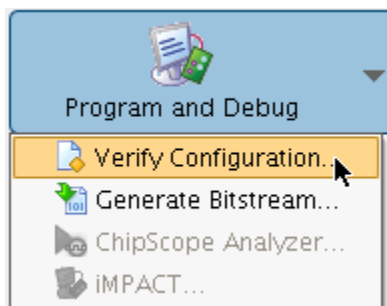 Program and Debug
Verify Configuration...
Generate Bitstream...
ChipScope Analyzer...
iMPACT...